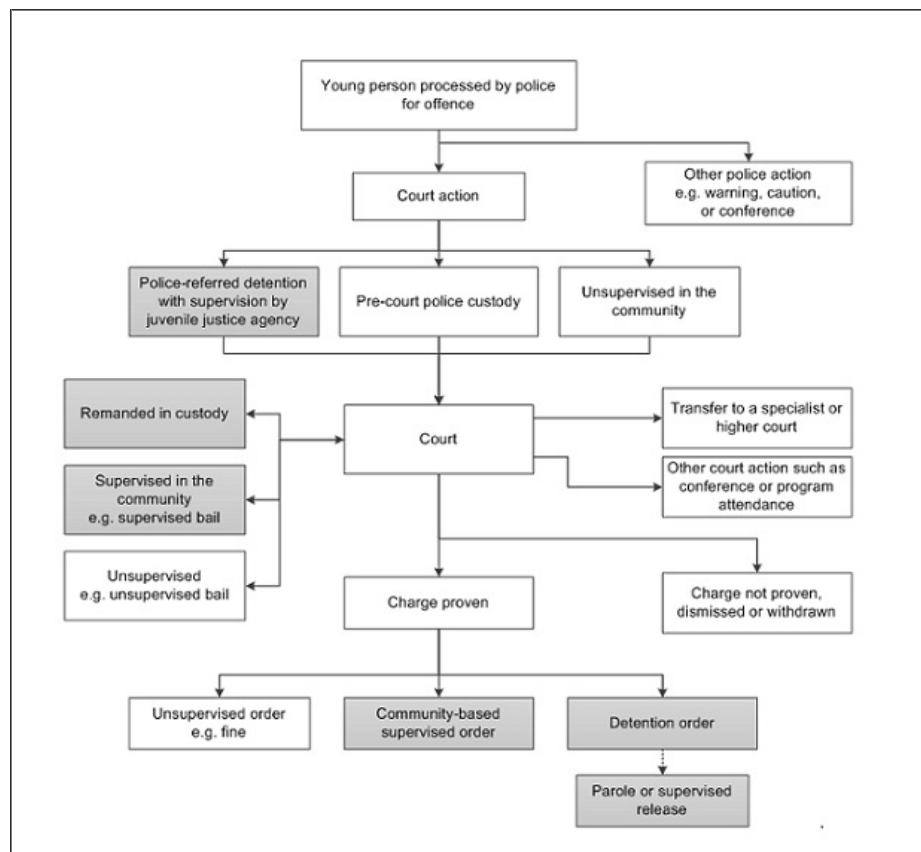 Young person processed by police
for offence
Other police action
e.g. warning, caution,
or conference
Court action
Police-referred detention
with supervision by
juvenile justice agency
Pre-court police custody
Unsupervised in the
community
Remanded in custody
Court
Transfer to a specialist or
higher court
Supervised in the
community
e.g. supervised bail
Other court action such as
conference or program
attendance
Unsupervised
e.g. unsupervised bail
Charge proven
Charge not proven,
dismissed or withdrawn
Unsupervised order
e.g. fine
Community-based
supervised order
Detention order
Parole or supervised
release